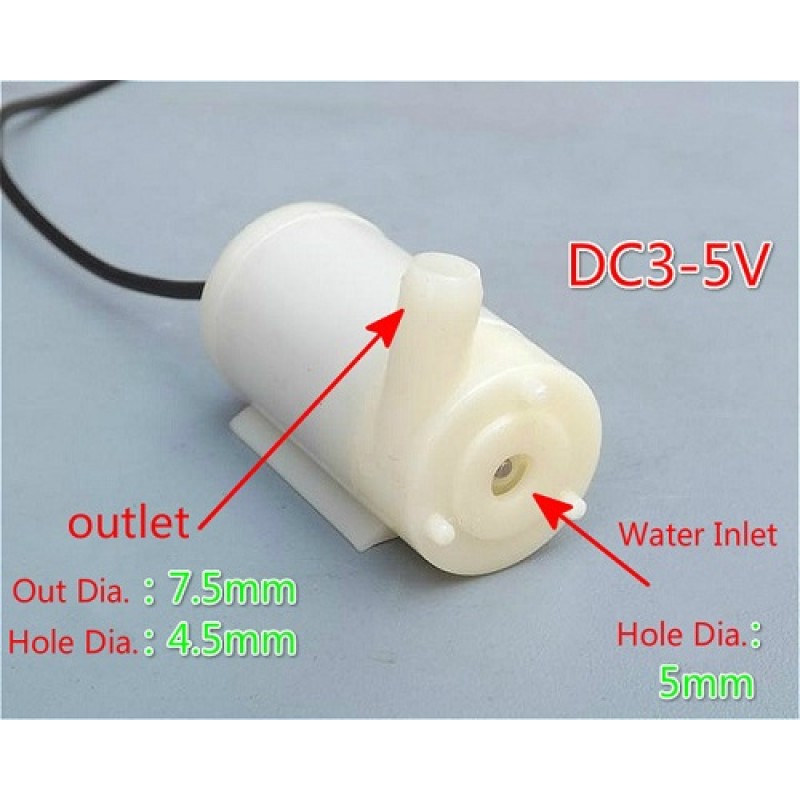 DC3-5V
outlet
Out Dia. : 7.5mm
Hole Dia. : 4.5mm
Water Inlet
Hole Dia. :
5mm